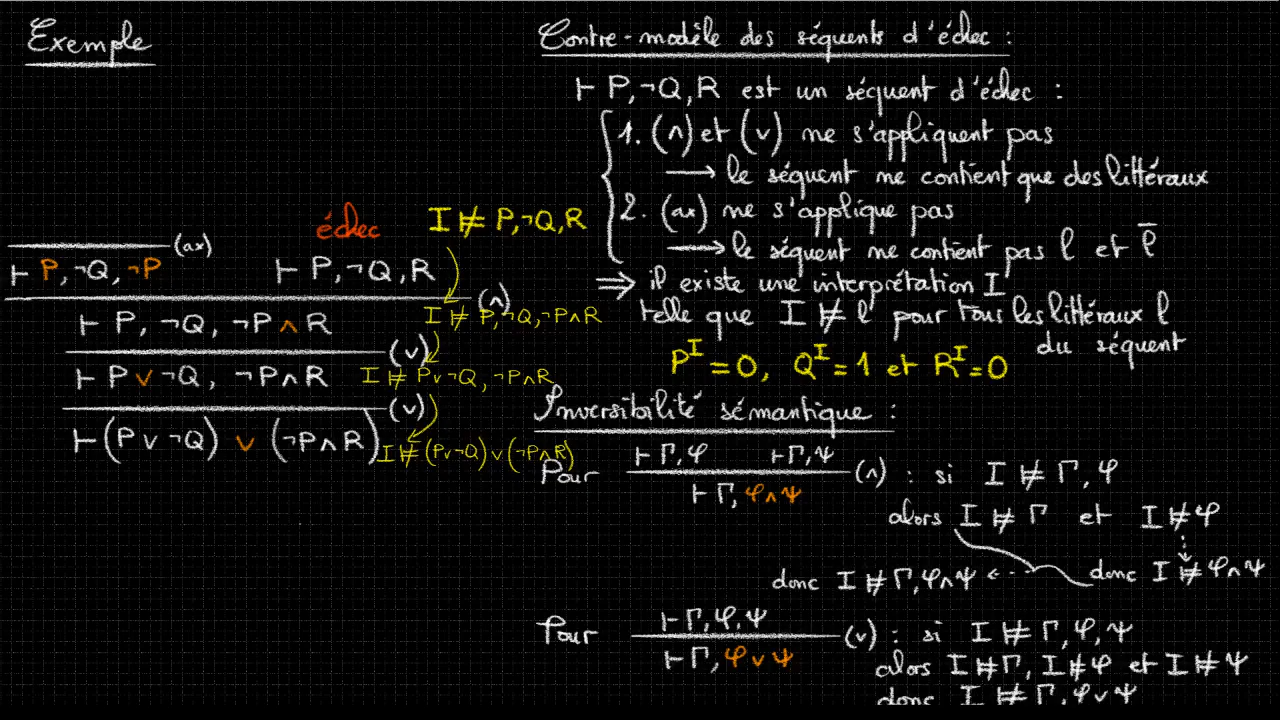 Exemple
échec
I ⊭ P,¬Q,R
(ax)
⊢ P,¬Q,¬P
⊢ P,¬Q,R
(∧)
⊢ P, ¬Q, ¬P ∧ R
I ⊭ P,¬Q,¬P∧R
(∨)
⊢ P ∨ ¬Q, ¬P∧R
I ⊭ P∨¬Q, ¬P∧R
(∨)
⊢ (P ∨ ¬Q) ∨ (¬P∧R)
I ⊭ (P∨¬Q) ∨ (¬P∧R)
Contre-modèle des séquents d'échec :
⊢ P,¬Q,R est un séquent d'échec :
1. (∧) et (∨) ne s'appliquent pas
→ le séquent ne contient que des littéraux
2. (ax) ne s'applique pas
→ le séquent ne contient pas l et l̄
⇒ il existe une interprétation I
telle que I ⊭ l pour tous les littéraux l
du séquent
P^I = 0, Q^I = 1 et R^I = 0
Inversibilité sémantique :
Pour ⊢ Γ, φ ⊢ Γ, ψ (∧) : si I ⊭ Γ, φ
⊢ Γ, φ ∧ ψ
alors I ⊭ Γ et I ⊭ φ
donc I ⊭ Γ, φ∧ψ ← donc I ⊭ φ∧ψ
Pour ⊢ Γ, φ, ψ (∨) : si I ⊭ Γ, φ, ψ
⊢ Γ, φ ∨ ψ
alors I ⊭ Γ, I ⊭ φ et I ⊭ ψ
donc I ⊭ Γ, φ ∨ ψ